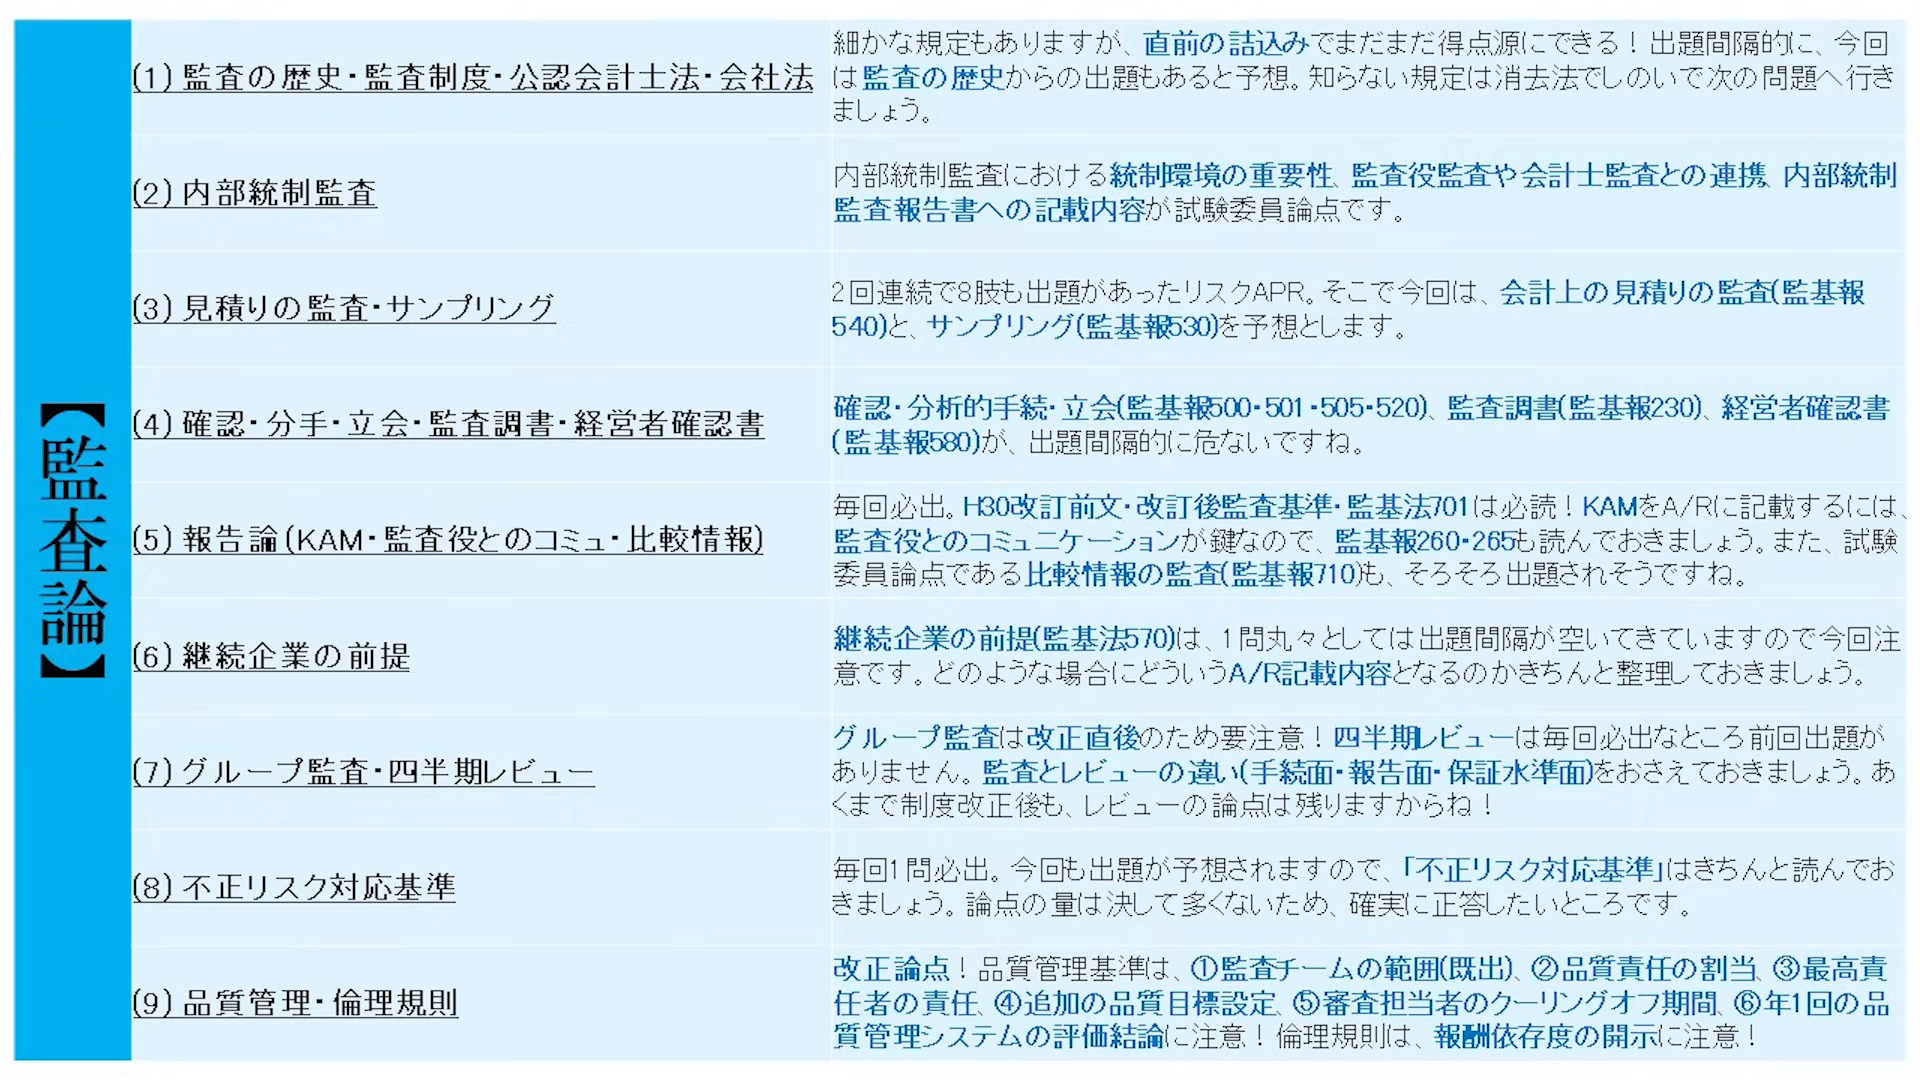 【監査論】
(1) 監査の歴史・監査制度・公認会計士法・会社法
細かな規定もありますが、直前の詰込みでまだまだ得点源にできる！出題間隔的に、今回
は監査の歴史からの出題もあると予想。知らない規定は消去法でしのいで次の問題へ行き
ましょう。
(2) 内部統制監査
内部統制監査における統制環境の重要性、監査役監査や会計士監査との連携、内部統制
監査報告書への記載内容が試験委員論点です。
(3) 見積りの監査・サンプリング
2回連続で8肢も出題があったリスクAPR。そこで今回は、会計上の見積りの監査(監基報
540)と、サンプリング(監基報530)を予想とします。
(4) 確認・分手・立会・監査調書・経営者確認書
確認・分析的手続・立会(監基報500・501・505・520)、監査調書(監基報230)、経営者確認書
(監基報580)が、出題間隔的に危ないですね。
(5) 報告論(KAM・監査役とのコミュ・比較情報)
毎回必出。H30改訂前文・改訂後監査基準・監基法701は必読！KAMをA/Rに記載するには、
監査役とのコミュニケーションが鍵なので、監基報260・265も読んでおきましょう。また、試験
委員論点である比較情報の監査(監基報710)も、そろそろ出題されそうですね。
(6) 継続企業の前提
継続企業の前提(監基法570)は、1問丸々としては出題間隔が空いてきていますので今回注
意です。どのような場合にどういうA/R記載内容となるのかきちんと整理しておきましょう。
(7) グループ監査・四半期レビュー
グループ監査は改正直後のため要注意！四半期レビューは毎回必出なところ前回出題が
ありません。監査とレビューの違い(手続面・報告面・保証水準面)をおさえておきましょう。あ
くまで制度改正後も、レビューの論点は残りますからね！
(8) 不正リスク対応基準
毎回1問必出。今回も出題が予想されますので、「不正リスク対応基準」はきちんと読んでお
きましょう。論点の量は決して多くないため、確実に正答したいところです。
(9) 品質管理・倫理規則
改正論点！品質管理基準は、①監査チームの範囲(既出)、②品質責任の割当、③最高責
任者の責任、④追加の品質目標設定、⑤審査担当者のクーリングオフ期間、⑥年1回の品
質管理システムの評価結論に注意！倫理規則は、報酬依存度の開示に注意！